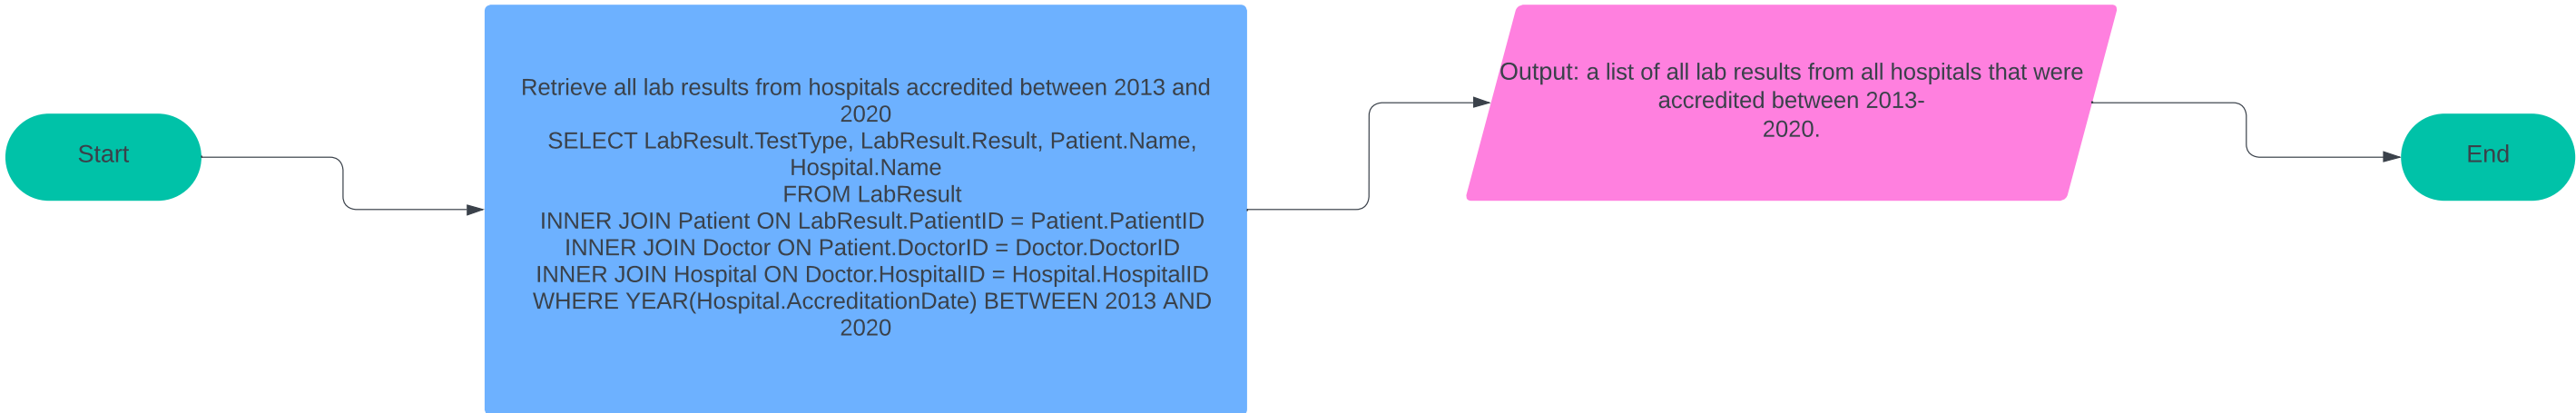 Start
Retrieve all lab results from hospitals accredited between 2013 and
2020
SELECT LabResult.TestType, LabResult.Result, Patient.Name,
Hospital.Name
FROM LabResult
INNER JOIN Patient ON LabResult.PatientID = Patient.PatientID
INNER JOIN Doctor ON Patient.DoctorID = Doctor.DoctorID
INNER JOIN Hospital ON Doctor.HospitalID = Hospital.HospitalID
WHERE YEAR(Hospital.AccreditationDate) BETWEEN 2013 AND
2020
Output: a list of all lab results from all hospitals that were
accredited between 2013-
2020.
End